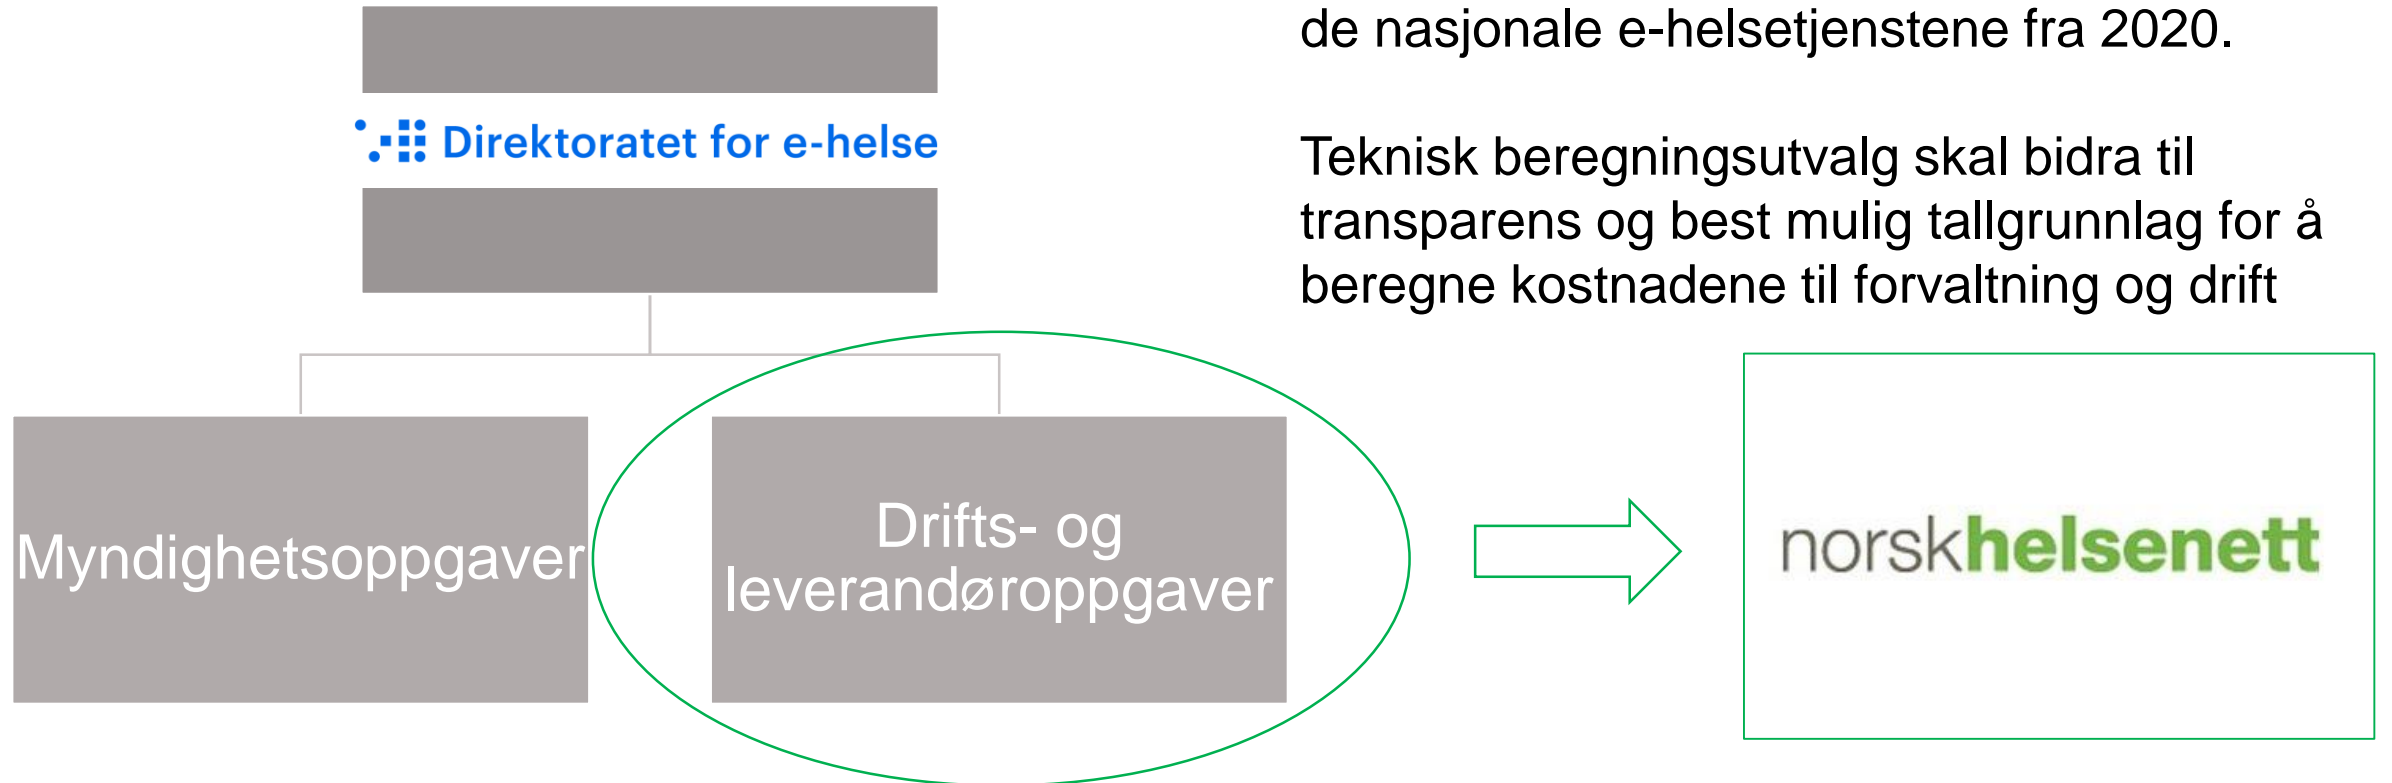 de nasjonale e-helsetjenstene fra 2020.
Direktoratet for e-helse
Teknisk beregningsutvalg skal bidra til
transparens og best mulig tallgrunnlag for å
beregne kostnadene til forvaltning og drift
Myndighetsoppgaver
Drifts- og
leverandøroppgaver
norskhelsenett